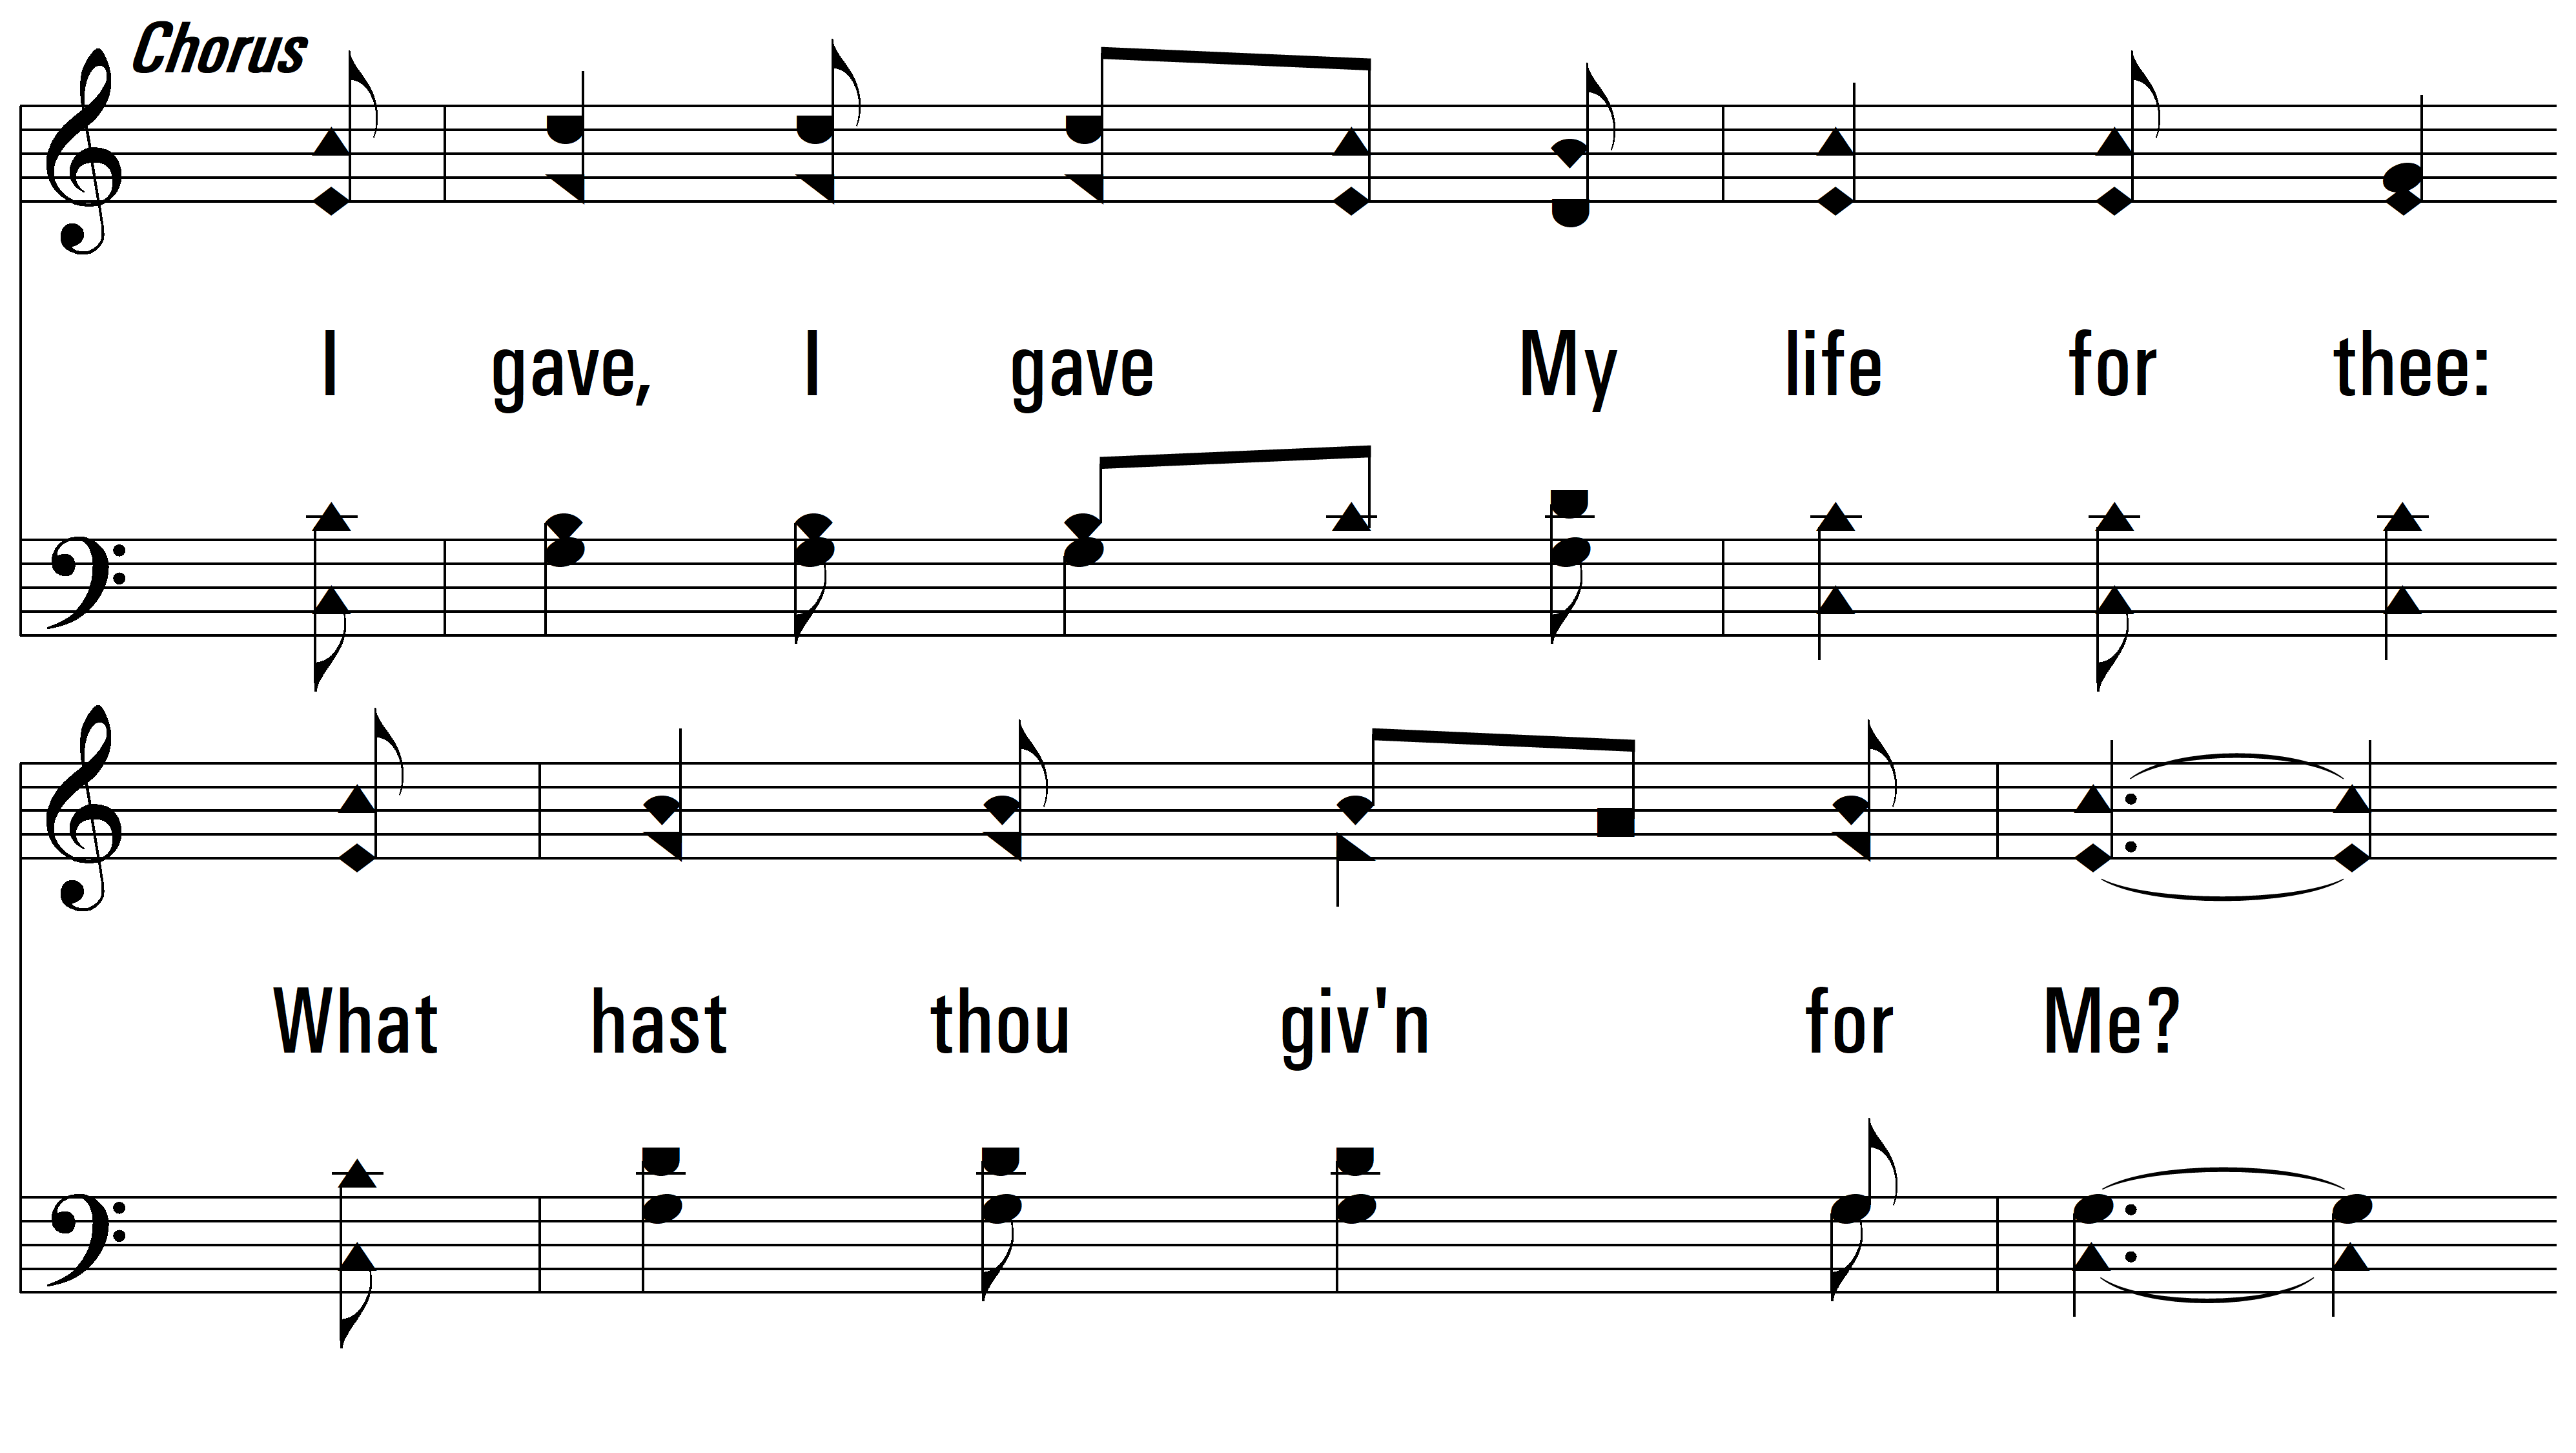 Chorus
I gave, I gave My life for thee:
What hast thou giv'n for Me?